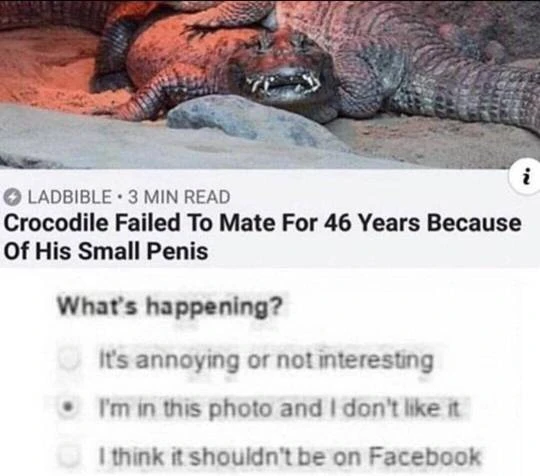 LADBIBLE • 3 MIN READ
Crocodile Failed To Mate For 46 Years Because
Of His Small Penis
What's happening?
It's annoying or not interesting
I'm in this photo and I don't like it
I think it shouldn't be on Facebook